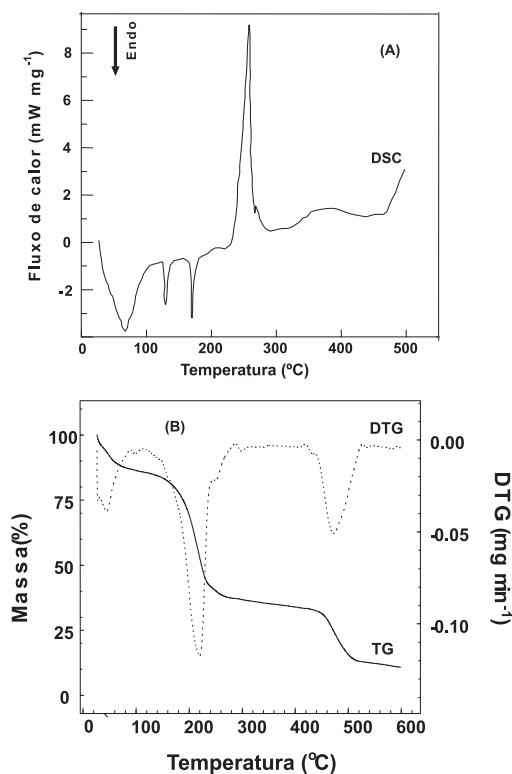 Endo
(A)
8
6
4
2
0
-2
Fluxo de calor (mW mg⁻¹)
DSC
0 100 200 300 400 500
Temperatura (ºC)
(B)
DTG
100
75
50
25
0
Massa(%)
0.00
-0.05
-0.10
DTG (mg min⁻¹)
TG
0 100 200 300 400 500 600
Temperatura (ºC)